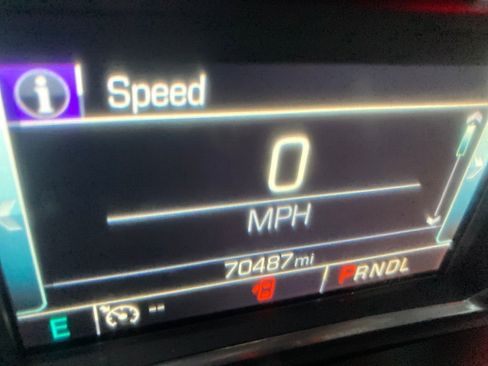 Speed
0
MPH
70487 mi
PRNDL
E --